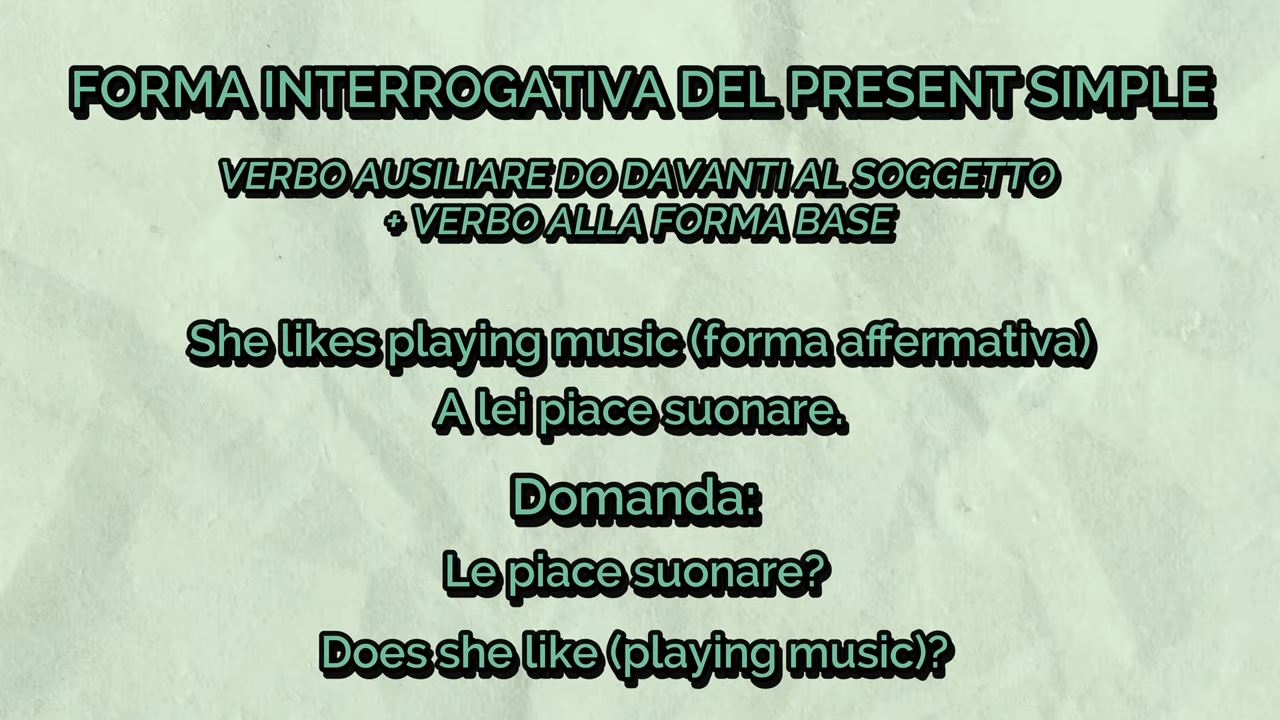 FORMA INTERROGATIVA DEL PRESENT SIMPLE
VERBO AUSILIARE DO DAVANTI AL SOGGETTO
+ VERBO ALLA FORMA BASE
She likes playing music (forma affermativa)
A lei piace suonare.
Domanda:
Le piace suonare?
Does she like (playing music)?